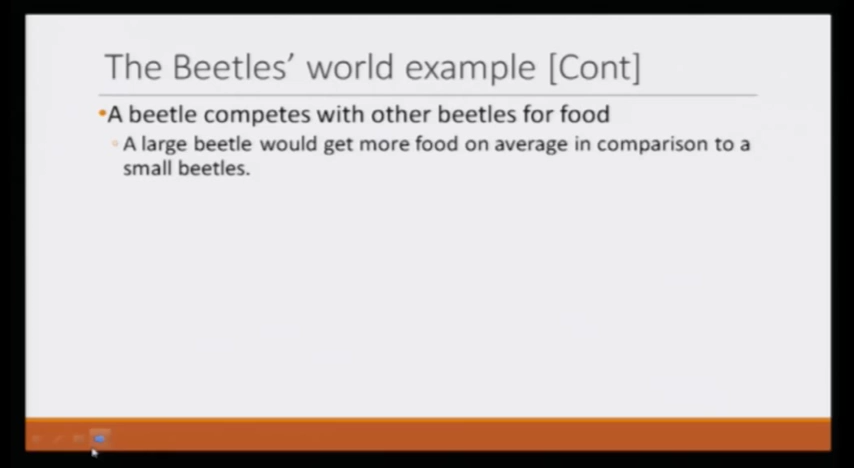 The Beetles' world example [Cont]
•A beetle competes with other beetles for food
◦A large beetle would get more food on average in comparison to a
small beetles.